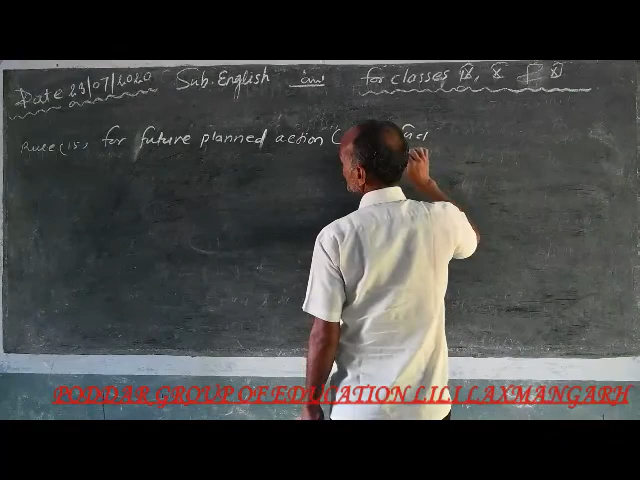 Date 23/07/2020 Sub. English for classes IX, X
Rule (15) for future planned action (
PODDAR GROUP OF EDUCATION LILI LAXMANGARH